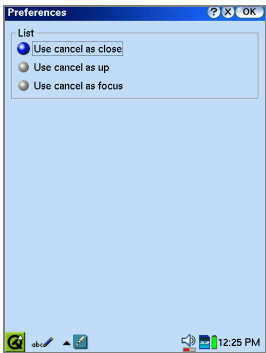 Preferences ? X OK
List
Use cancel as close
Use cancel as up
Use cancel as focus
abc 12:25 PM